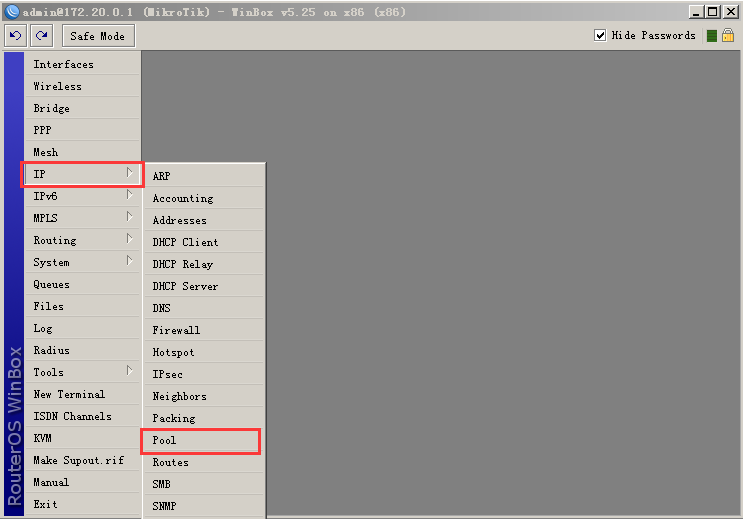 admin@172.20.0.1 (MikroTik) - WinBox v5.25 on x86 (x86)
Safe Mode
Hide Passwords
Interfaces
Wireless
Bridge
PPP
Mesh
IP
IPv6
MPLS
Routing
System
Queues
Files
Log
Radius
Tools
New Terminal
ISDN Channels
KVM
Make Supout.rif
Manual
Exit
ARP
Accounting
Addresses
DHCP Client
DHCP Relay
DHCP Server
DNS
Firewall
Hotspot
IPsec
Neighbors
Packing
Pool
Routes
SMB
SNMP
RouterOS WinBox